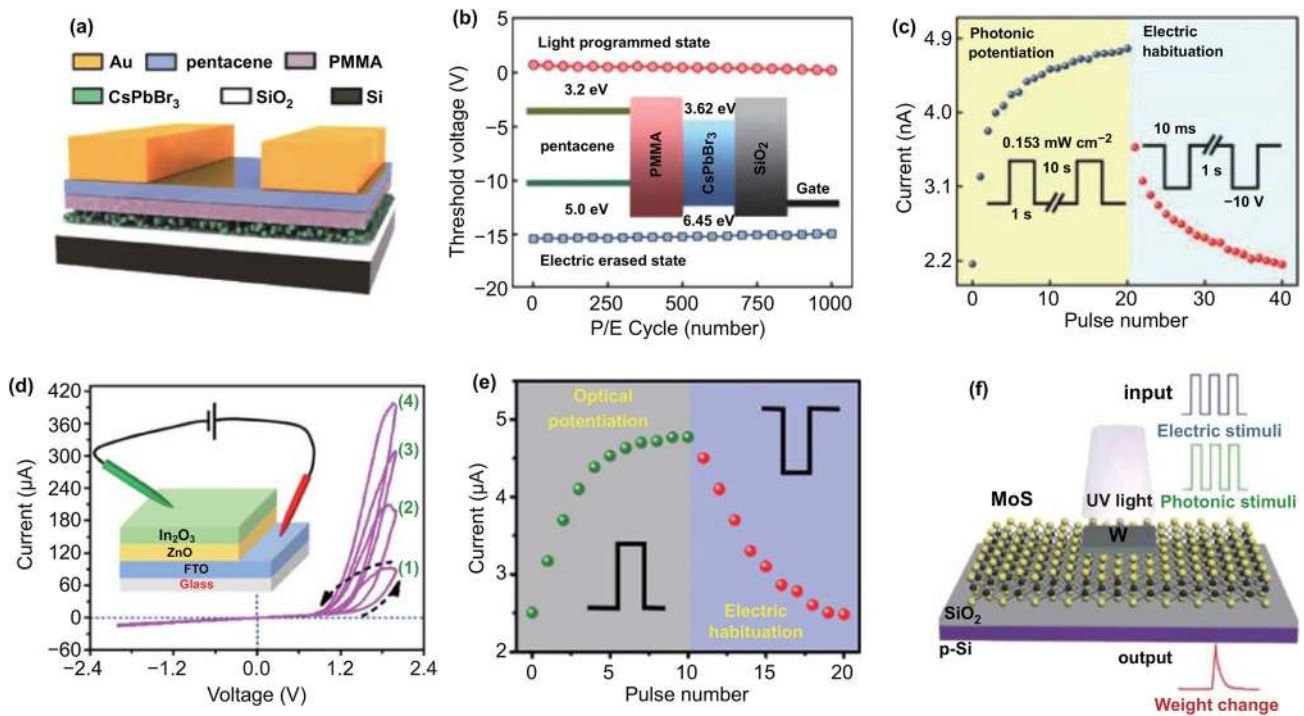 (a)
Au pentacene PMMA
CsPbBr₃ SiO₂ Si
(b)
Light programmed state
3.2 eV
3.62 eV
pentacene
PMMA
CsPbBr₃
SiO₂
Gate
5.0 eV
6.45 eV
Electric erased state
Threshold voltage (V)
5
0
−5
−10
−15
−20
0 250 500 750 1000
P/E Cycle (number)
(c)
Photonic potentiation
Electric habituation
0.153 mW cm⁻²
10 s
1 s
10 ms
1 s
−10 V
Current (nA)
4.9
4.0
3.1
2.2
0 10 20 30 40
Pulse number
(d)
Current (μA)
420
360
300
240
180
120
60
0
−60
(4)
(3)
(2)
(1)
In₂O₃
ZnO
FTO
Glass
−2.4 −1.2 0.0 1.2 2.4
Voltage (V)
(e)
Optical
potentiation
Electric
habituation
Current (μA)
5
4
3
2
0 5 10 15 20
Pulse number
(f)
input
Electric stimuli
Photonic stimuli
UV light
MoS
W
SiO₂
p-Si
output
Weight change